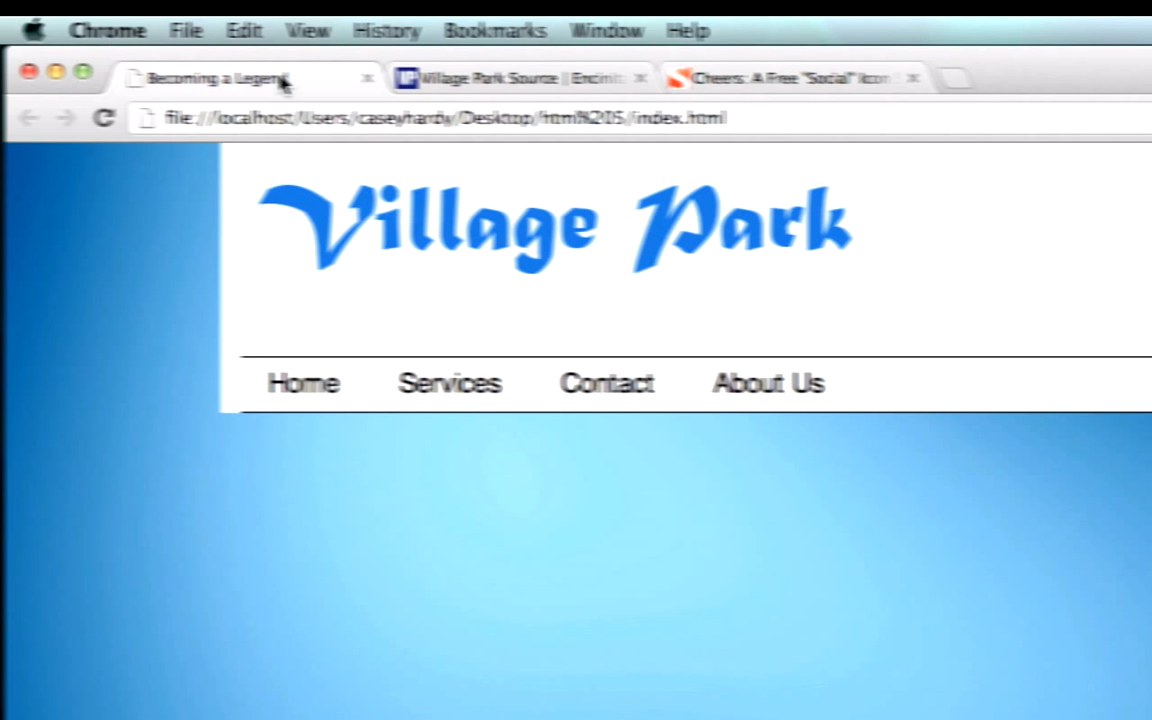 Chrome File Edit View History Bookmarks Window Help
Becoming a Legend Village Park Source || Encinit Cheers: A Free "Social" Icon
file:///localhost/Users/caseyhardy/Desktop/html%205/index.html
Village Park
Home Services Contact About Us